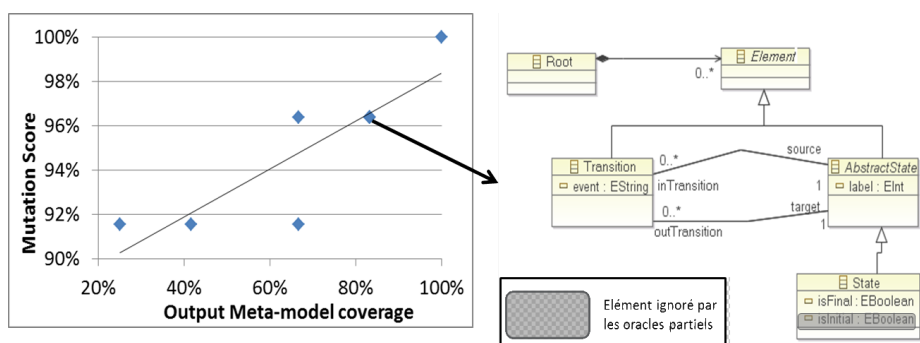 100%
98%
96%
94%
92%
90%
Mutation Score
20%
40%
60%
80%
100%
Output Meta-model coverage
Root
0..*
Element
Transition
event : EString
0..*
inTransition
source
1
AbstractState
label : EInt
0..*
outTransition
target
1
State
isFinal : EBoolean
isInitial : EBoolean
Elément ignoré par
les oracles partiels